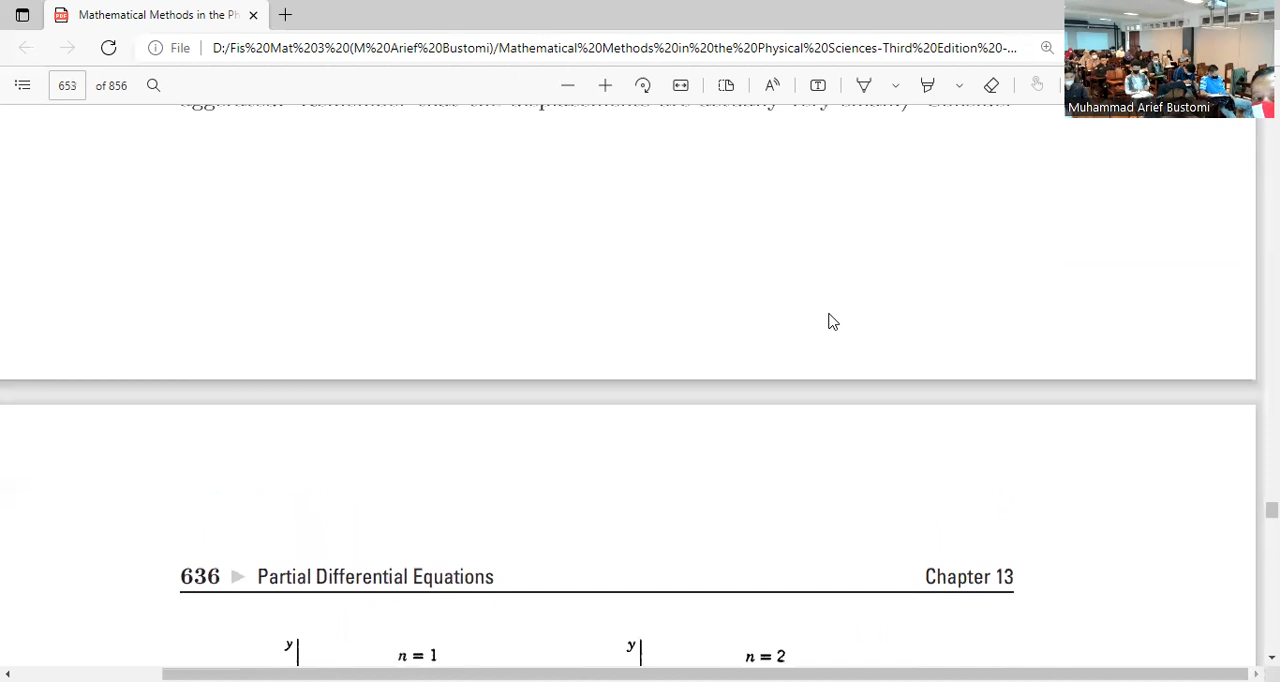 Mathematical Methods in the Ph
File
D:/Fis%20Mat%203%20(M%20Arief%20Bustomi)/Mathematical%20Methods%20in%20the%20Physical%20Sciences-Third%20Edition%20-...
653 of 856
Muhammad Arief Bustomi
636 Partial Differential Equations Chapter 13
y n = 1 y n = 2